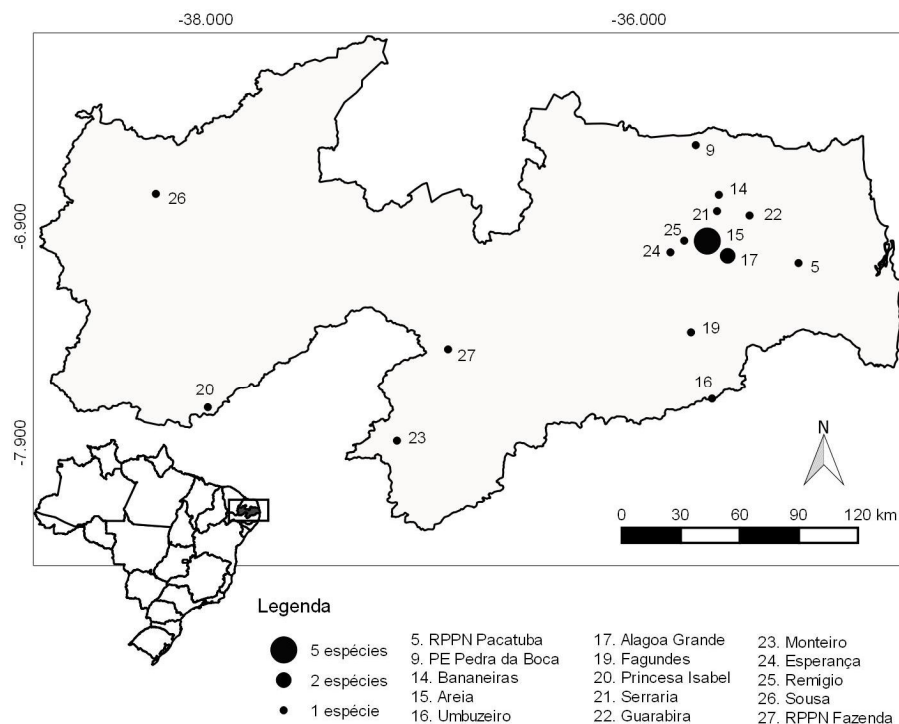 -38.000
-36.000
-6.900
-7.900
9
14
26
21
22
25
15
24
17
5
19
27
20
16
23
N
0 30 60 90 120 km
Legenda
5 espécies
2 espécies
1 espécie
5. RPPN Pacatuba
9. PE Pedra da Boca
14. Bananeiras
15. Areia
16. Umbuzeiro
17. Alagoa Grande
19. Fagundes
20. Princesa Isabel
21. Serraria
22. Guarabira
23. Monteiro
24. Esperança
25. Remigio
26. Sousa
27. RPPN Fazenda